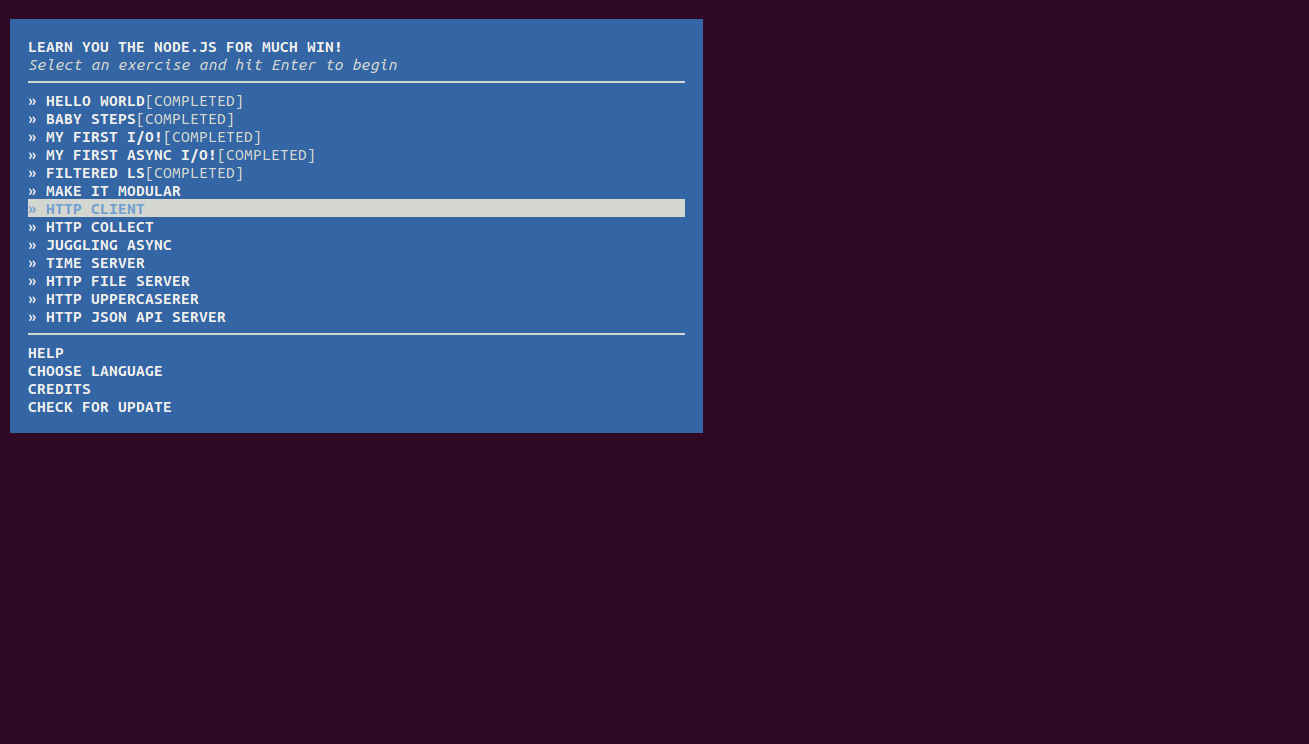 LEARN YOU THE NODE.JS FOR MUCH WIN!
Select an exercise and hit Enter to begin
» HELLO WORLD[COMPLETED]
» BABY STEPS[COMPLETED]
» MY FIRST I/O![COMPLETED]
» MY FIRST ASYNC I/O![COMPLETED]
» FILTERED LS[COMPLETED]
» MAKE IT MODULAR
» HTTP CLIENT
» HTTP COLLECT
» JUGGLING ASYNC
» TIME SERVER
» HTTP FILE SERVER
» HTTP UPPERCASERER
» HTTP JSON API SERVER
HELP
CHOOSE LANGUAGE
CREDITS
CHECK FOR UPDATE